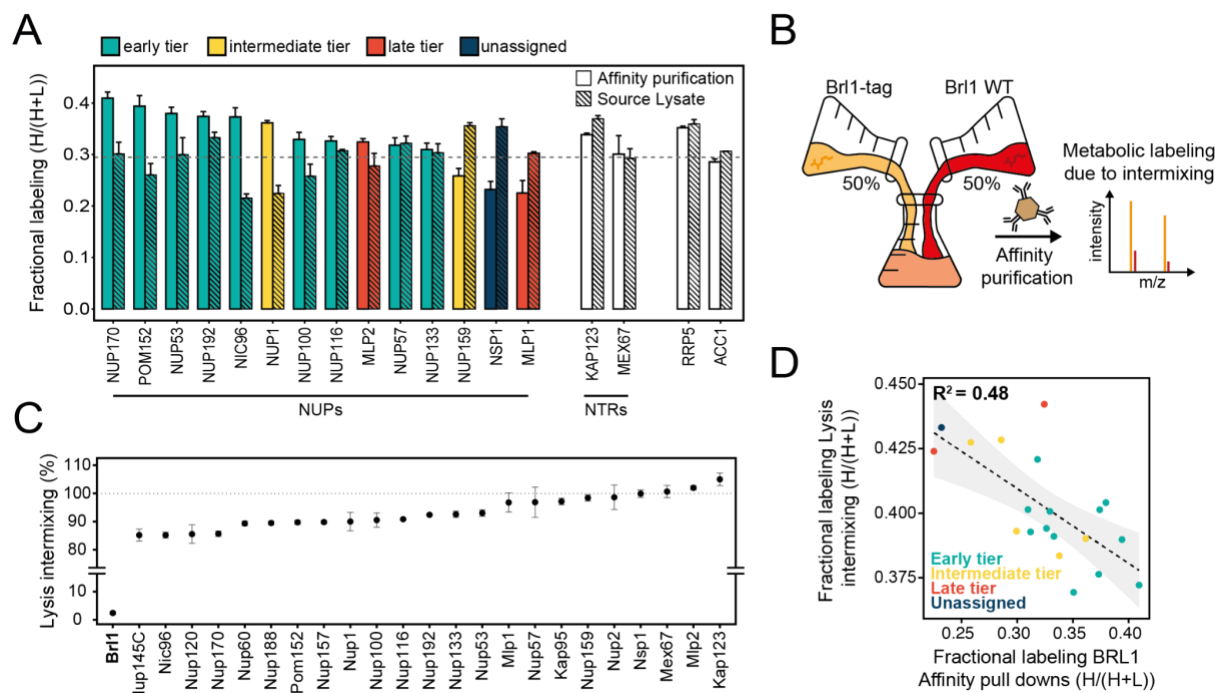 A
early tier
intermediate tier
late tier
unassigned
Fractional labeling (H/(H+L))
0.4
0.3
0.2
0.1
0.0
Affinity purification
Source Lysate
NUP170
POM152
NUP53
NUP192
NIC96
NUP1
NUP100
NUP116
MLP2
NUP57
NUP133
NUP159
NSP1
MLP1
KAP123
MEX67
RRP5
ACC1
NUPs
NTRs
B
Brl1-tag
Brl1 WT
50%
50%
Metabolic labeling
due to intermixing
Affinity
purification
intensity
m/z
C
Lysis intermixing (%)
110
100
90
80
10
0
Brl1
Nup145C
Nic96
Nup120
Nup170
Nup60
Nup188
Pom152
Nup157
Nup1
Nup100
Nup116
Nup192
Nup133
Nup53
Mlp1
Nup57
Kap95
Nup159
Nup2
Nsp1
Mex67
Mlp2
Kap123
D
Fractional labeling Lysis
intermixing (H/(H+L))
0.450
0.425
0.400
0.375
R² = 0.48
Early tier
Intermediate tier
Late tier
Unassigned
0.25
0.30
0.35
0.40
Fractional labeling BRL1
Affinity pull downs (H/(H+L))